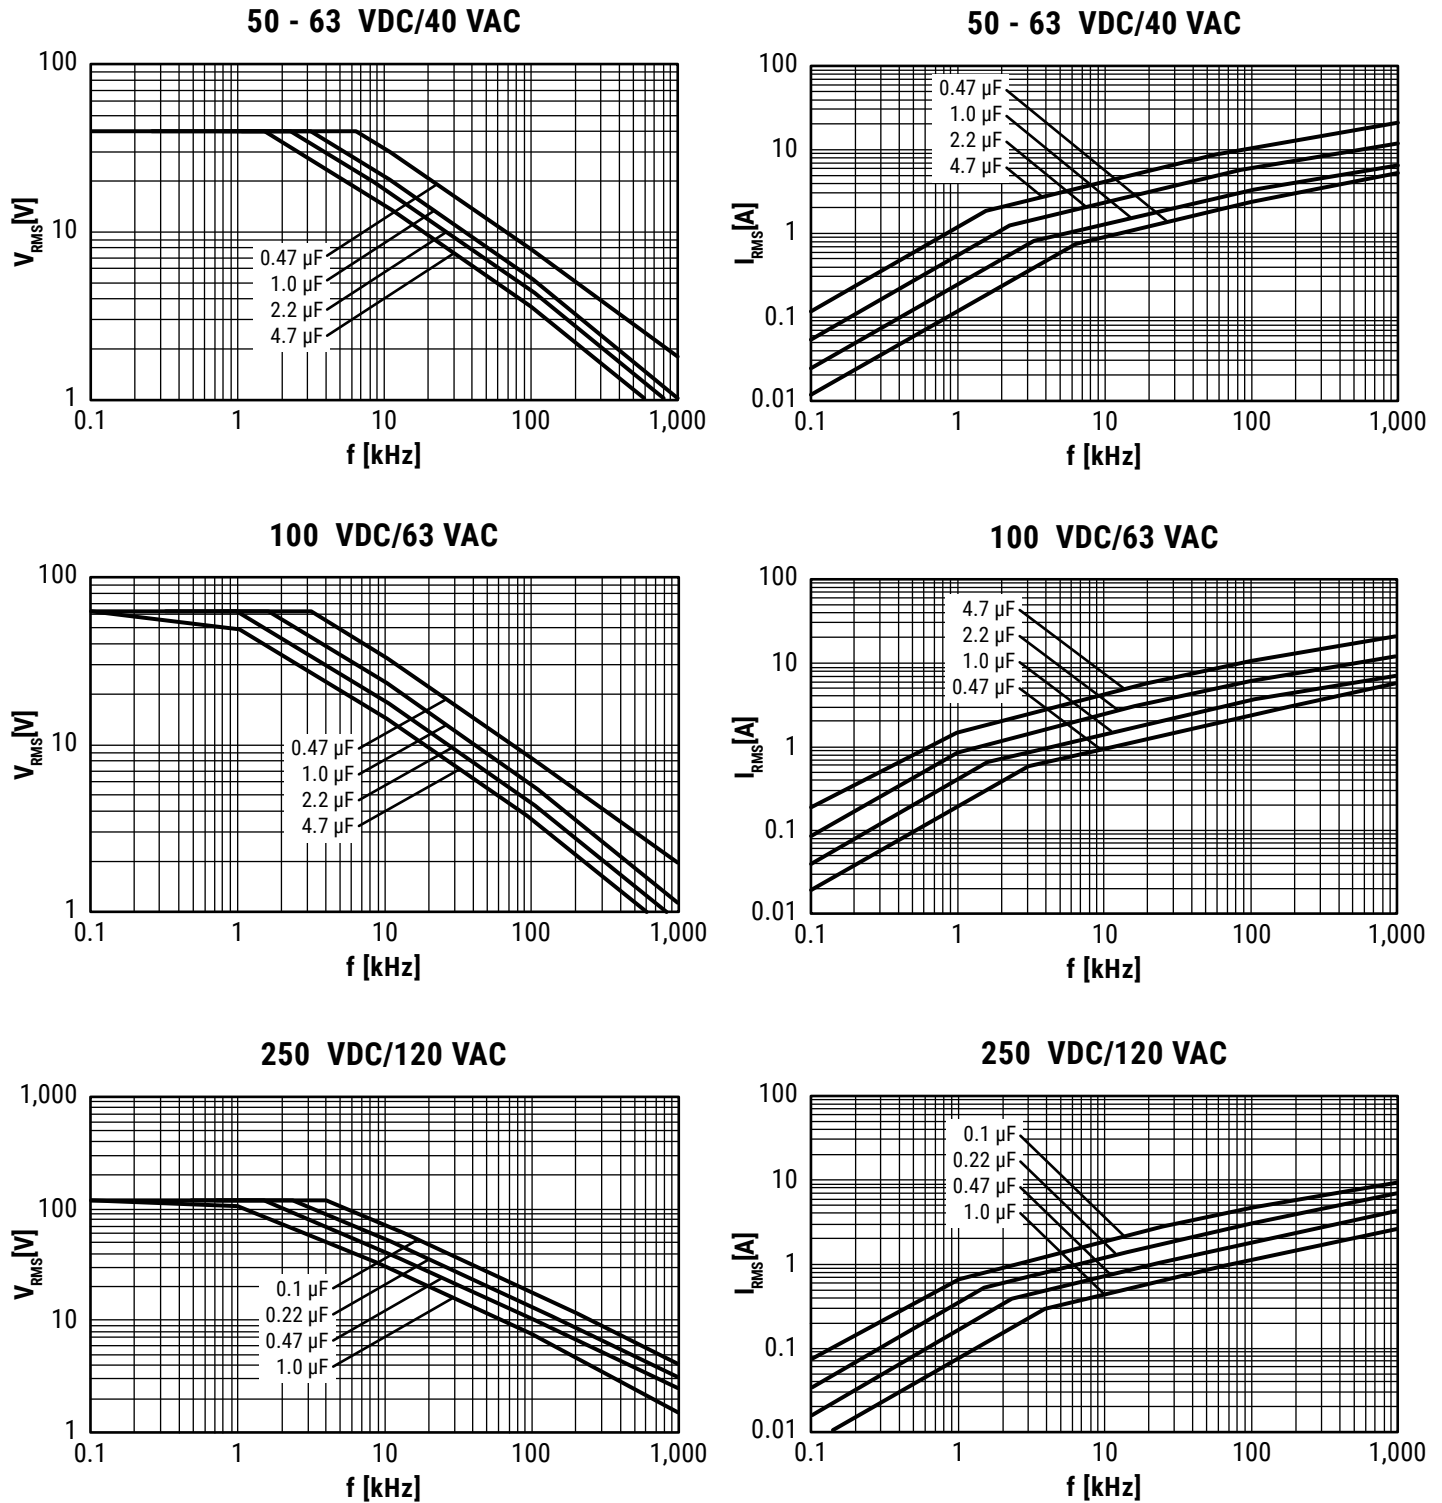 50 - 63 VDC/40 VAC
100
10
1
V_RMS[V]
0.47 µF
1.0 µF
2.2 µF
4.7 µF
0.1
1
10
100
1,000
f [kHz]
50 - 63 VDC/40 VAC
100
10
1
0.1
0.01
I_RMS[A]
0.47 µF
1.0 µF
2.2 µF
4.7 µF
0.1
1
10
100
1,000
f [kHz]
100 VDC/63 VAC
100
10
1
V_RMS[V]
0.47 µF
1.0 µF
2.2 µF
4.7 µF
0.1
1
10
100
1,000
f [kHz]
100 VDC/63 VAC
100
10
1
0.1
0.01
I_RMS[A]
4.7 µF
2.2 µF
1.0 µF
0.47 µF
0.1
1
10
100
1,000
f [kHz]
250 VDC/120 VAC
1,000
100
10
1
V_RMS[V]
0.1 µF
0.22 µF
0.47 µF
1.0 µF
0.1
1
10
100
1,000
f [kHz]
250 VDC/120 VAC
100
10
1
0.1
0.01
I_RMS[A]
0.1 µF
0.22 µF
0.47 µF
1.0 µF
0.1
1
10
100
1,000
f [kHz]